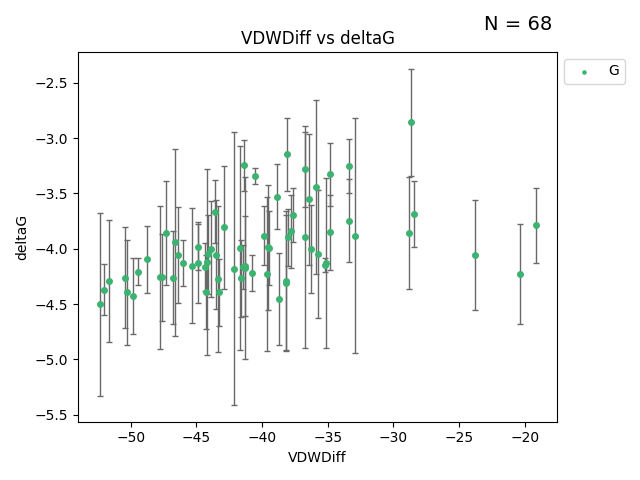 N = 68
VDWDiff vs deltaG
G
−2.5
−3.0
−3.5
−4.0
−4.5
−5.0
−5.5
deltaG
−50 −45 −40 −35 −30 −25 −20
VDWDiff